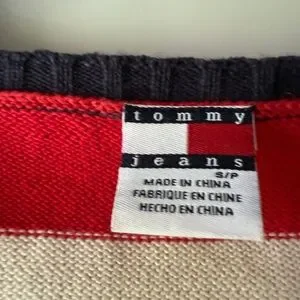 tommy
jeans
S/P
MADE IN CHINA
FABRIQUE EN CHINE
HECHO EN CHINA